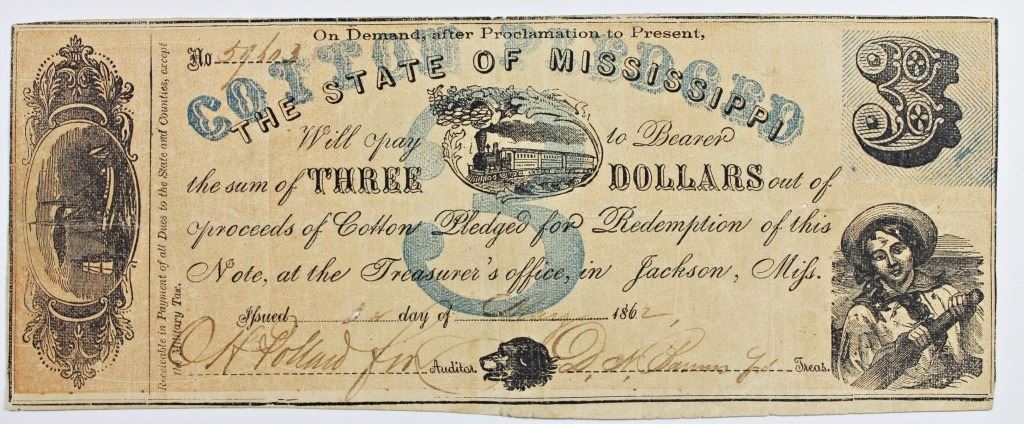 On Demand, after Proclamation to Present,
No 59,603
COTTON PLEDGED
THE STATE OF MISSISSIPPI
3
Will pay to Bearer
the sum of THREE DOLLARS out of
proceeds of Cotton Pledged for Redemption of this
Note, at the Treasurer's office, in Jackson, Miſs.
Iſsued day of 1862,
Auditor. Treas.
3
Receivable in Payment of all Dues to the State and Counties, except
the Military Tax.